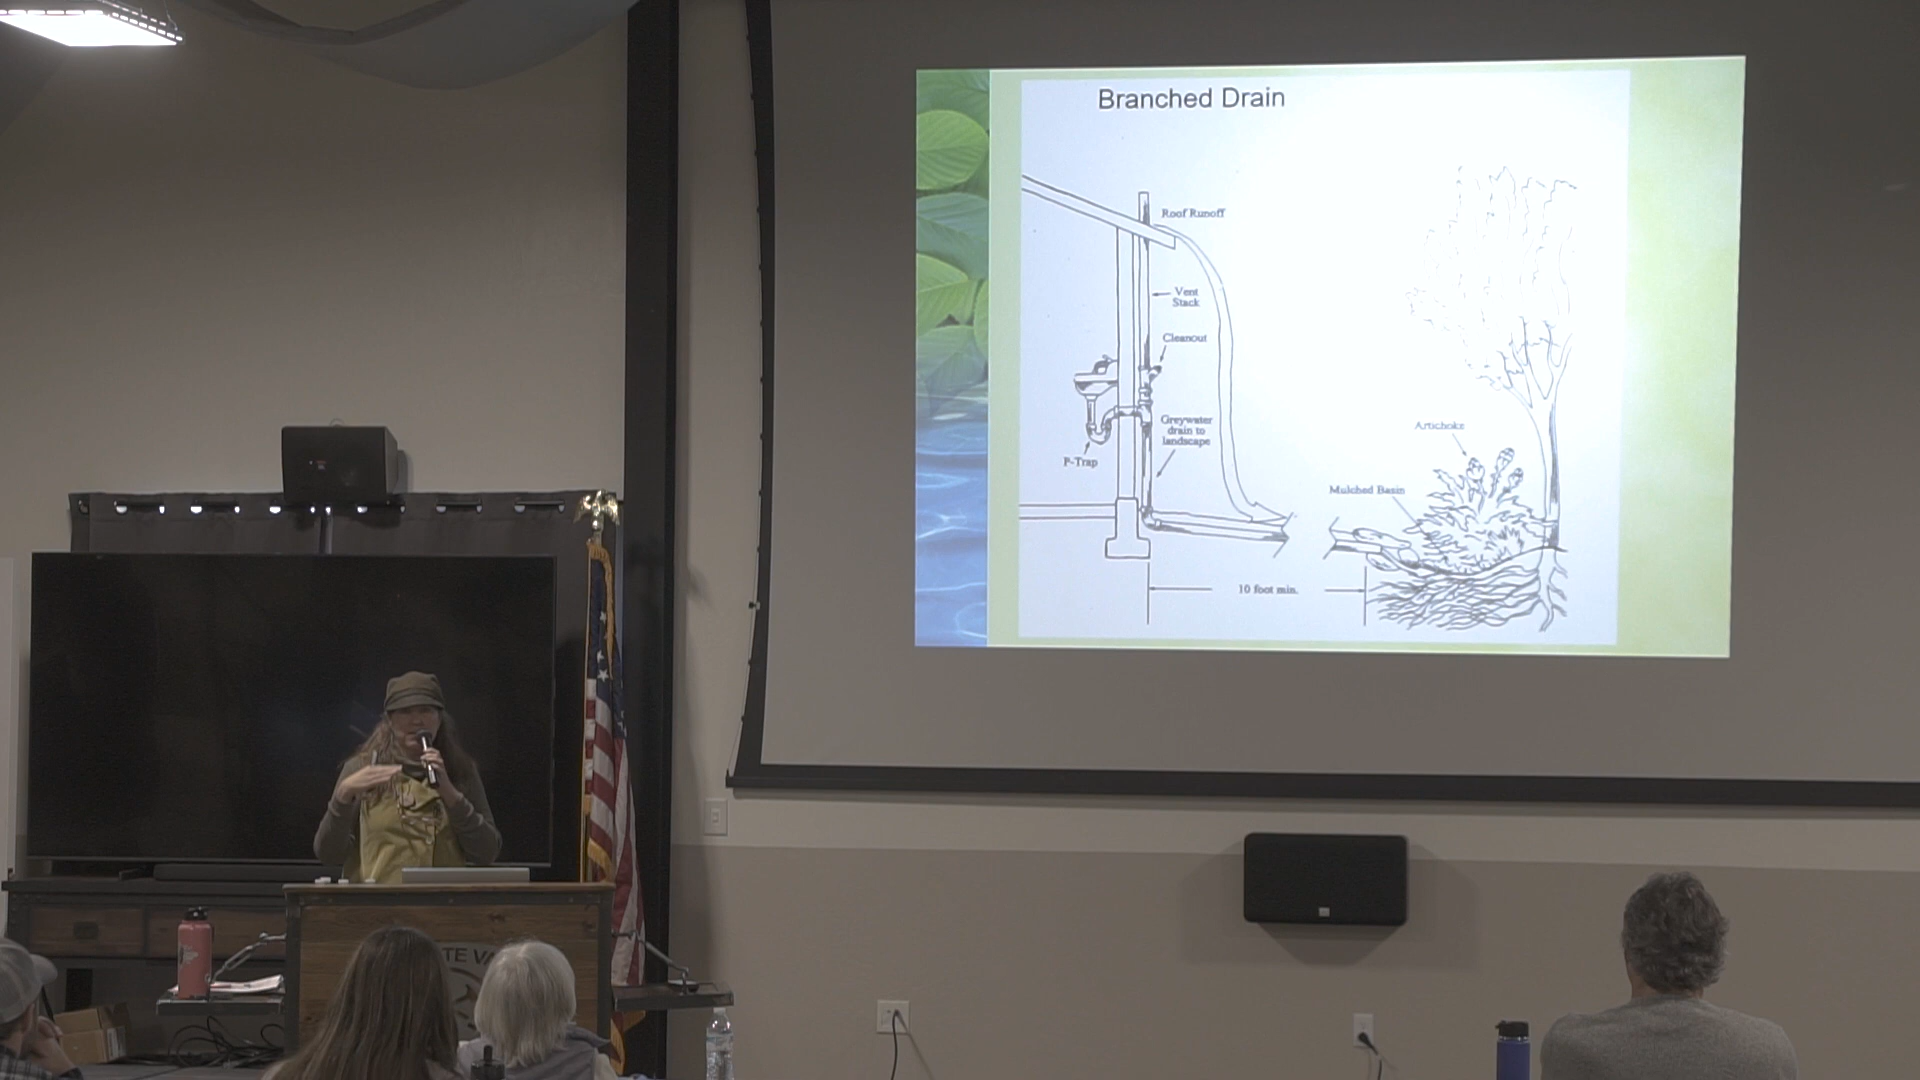 Branched Drain
Roof Runoff
Vent
Stack
Cleanout
Greywater
drain to
landscape
P-Trap
Artichoke
Mulched Basin
10 foot min.